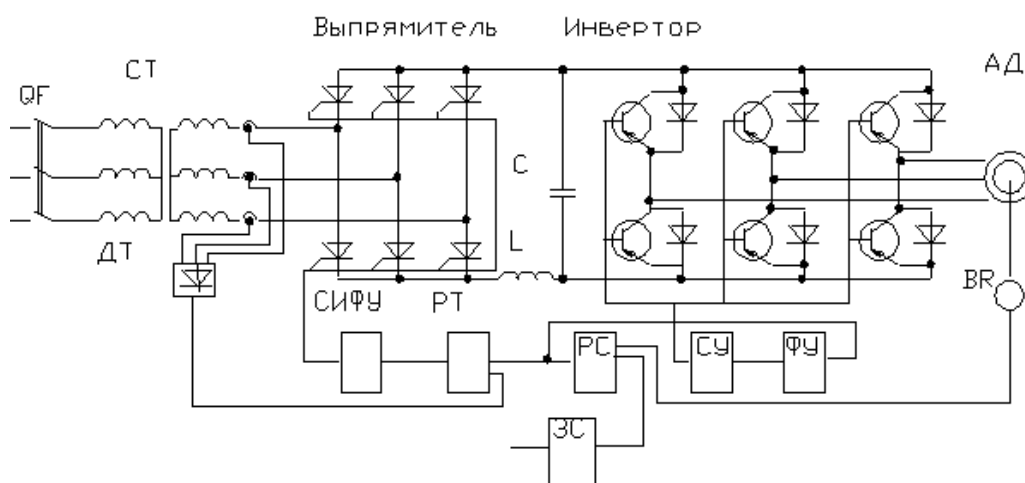 Выпрямитель Инвертор
СТ АД
QF
C
ДТ L
BR
СИФУ РТ
РС СУ ФУ
ЗС